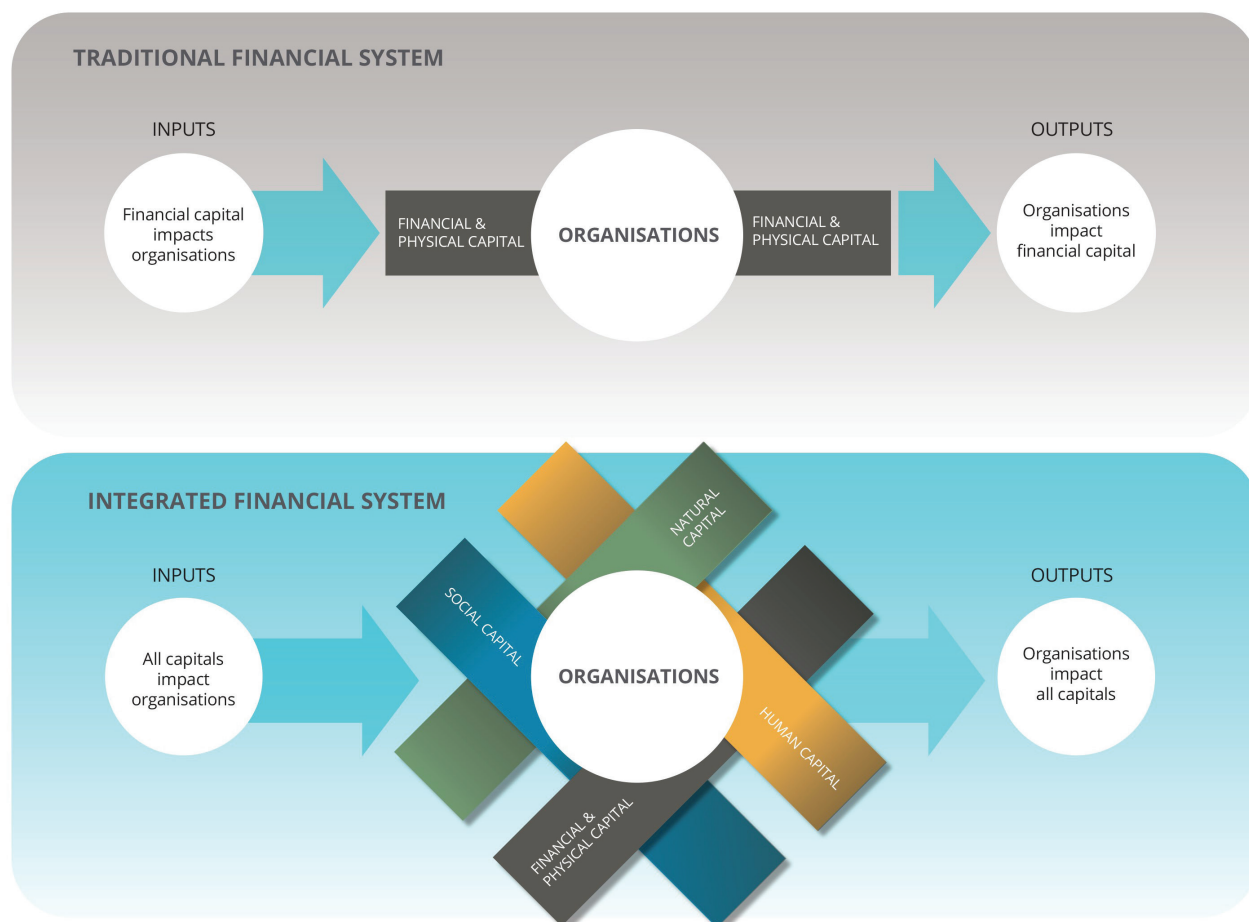 TRADITIONAL FINANCIAL SYSTEM
INPUTS
Financial capital
impacts
organisations
FINANCIAL &
PHYSICAL CAPITAL
ORGANISATIONS
FINANCIAL &
PHYSICAL CAPITAL
OUTPUTS
Organisations
impact
financial capital
INTEGRATED FINANCIAL SYSTEM
INPUTS
All capitals
impact
organisations
SOCIAL CAPITAL
NATURAL
CAPITAL
ORGANISATIONS
HUMAN CAPITAL
FINANCIAL &
PHYSICAL CAPITAL
OUTPUTS
Organisations
impact
all capitals